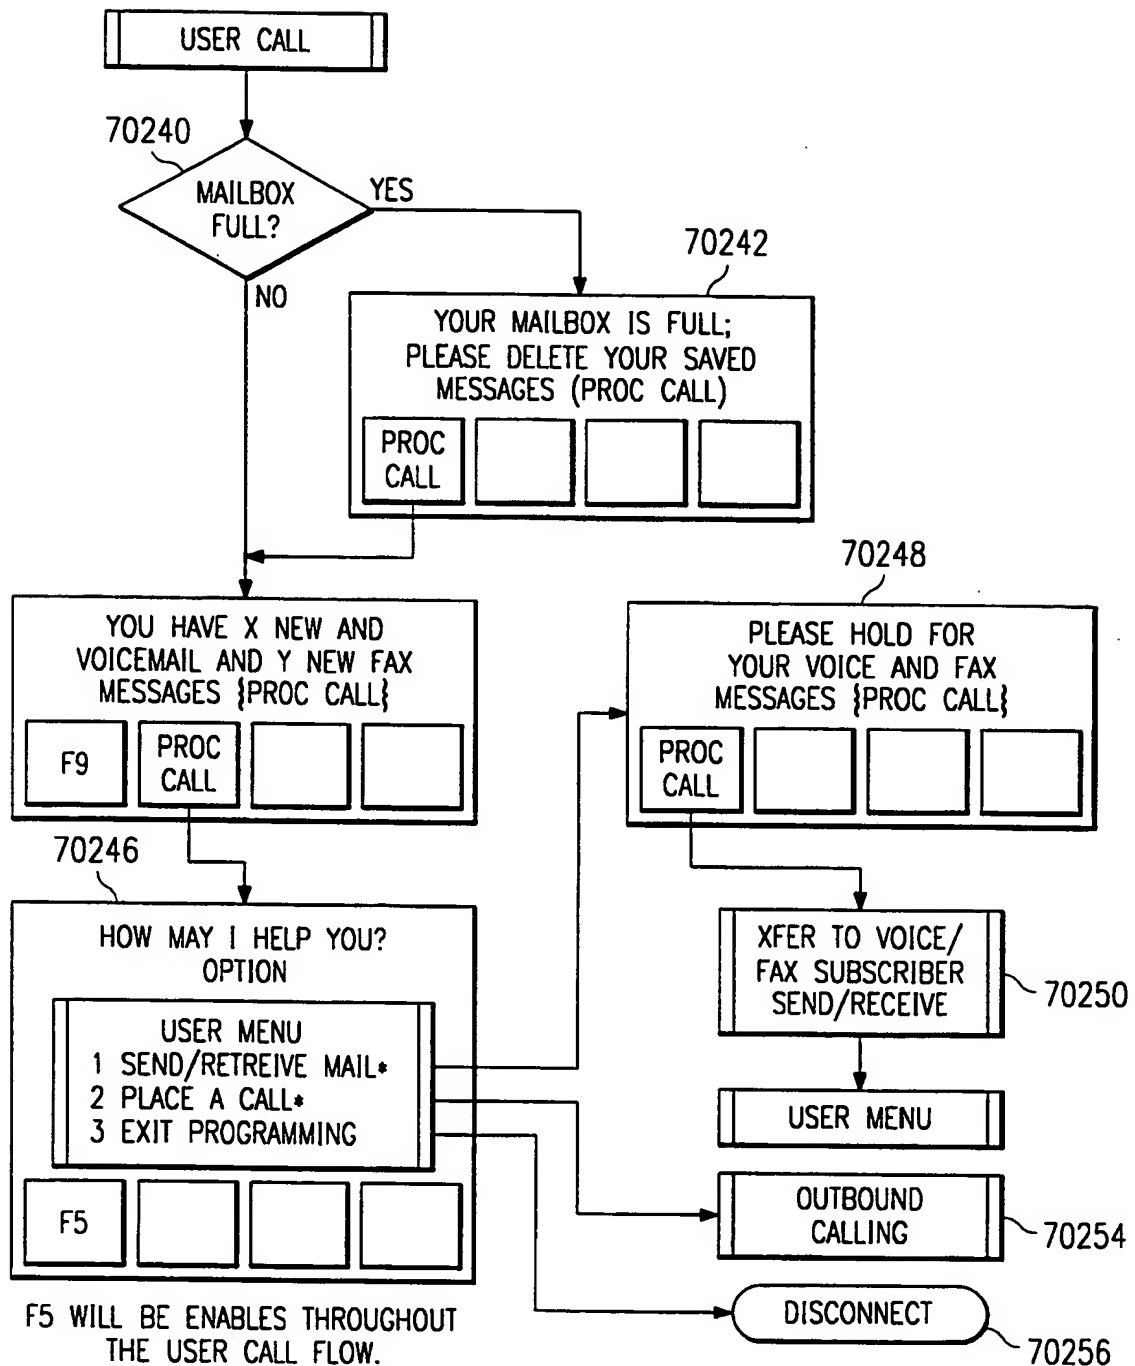 USER CALL
70240
MAILBOX
FULL?
YES
NO
70242
YOUR MAILBOX IS FULL;
PLEASE DELETE YOUR SAVED
MESSAGES (PROC CALL)
PROC
CALL
YOU HAVE X NEW AND
VOICEMAIL AND Y NEW FAX
MESSAGES {PROC CALL}
F9
PROC
CALL
70248
PLEASE HOLD FOR
YOUR VOICE AND FAX
MESSAGES {PROC CALL}
PROC
CALL
70246
HOW MAY I HELP YOU?
OPTION
USER MENU
1 SEND/RETREIVE MAIL*
2 PLACE A CALL*
3 EXIT PROGRAMMING
F5
F5 WILL BE ENABLES THROUGHOUT
THE USER CALL FLOW.
XFER TO VOICE/
FAX SUBSCRIBER
SEND/RECEIVE
70250
USER MENU
OUTBOUND
CALLING
70254
DISCONNECT
70256